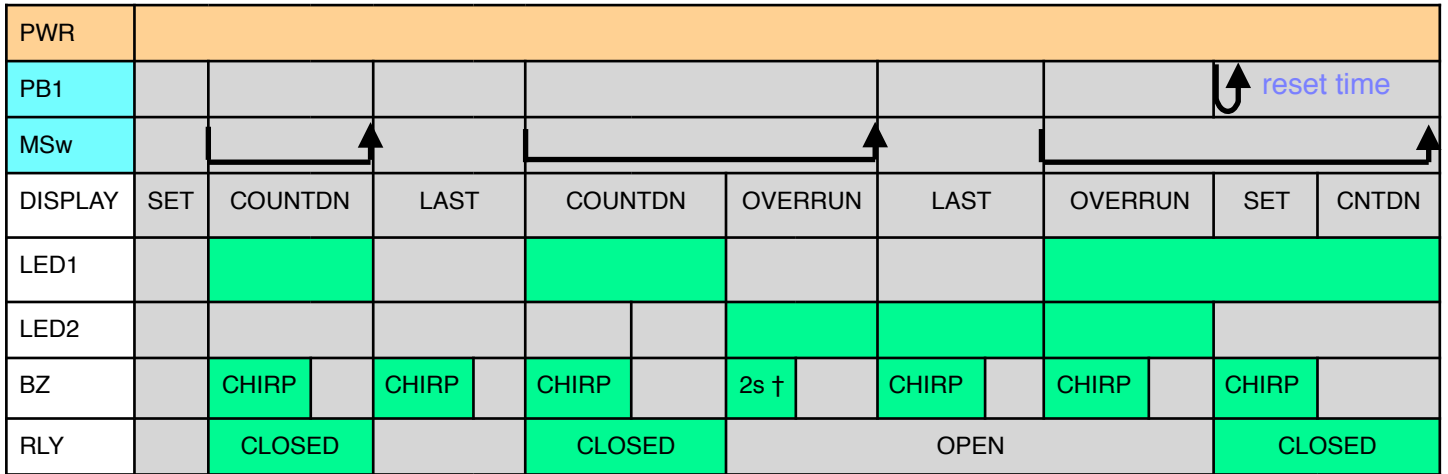 PWR
PB1 reset time
MSw
DISPLAY SET COUNTDN LAST COUNTDN OVERRUN LAST OVERRUN SET CNTDN
LED1
LED2
BZ CHIRP CHIRP CHIRP 2s † CHIRP CHIRP CHIRP
RLY CLOSED CLOSED OPEN CLOSED